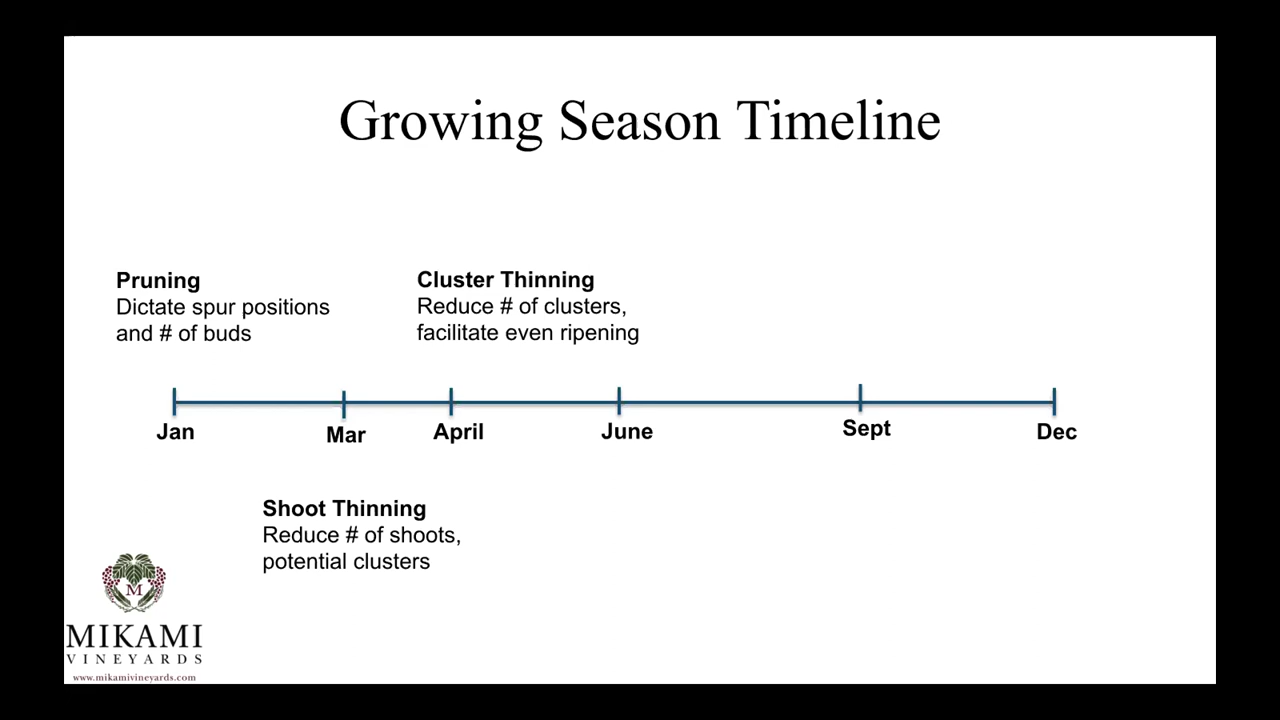 Growing Season Timeline
Pruning
Dictate spur positions
and # of buds
Cluster Thinning
Reduce # of clusters,
facilitate even ripening
Jan
Mar
April
June
Sept
Dec
Shoot Thinning
Reduce # of shoots,
potential clusters
M
MIKAMI
VINEYARDS
www.mikamivineyards.com